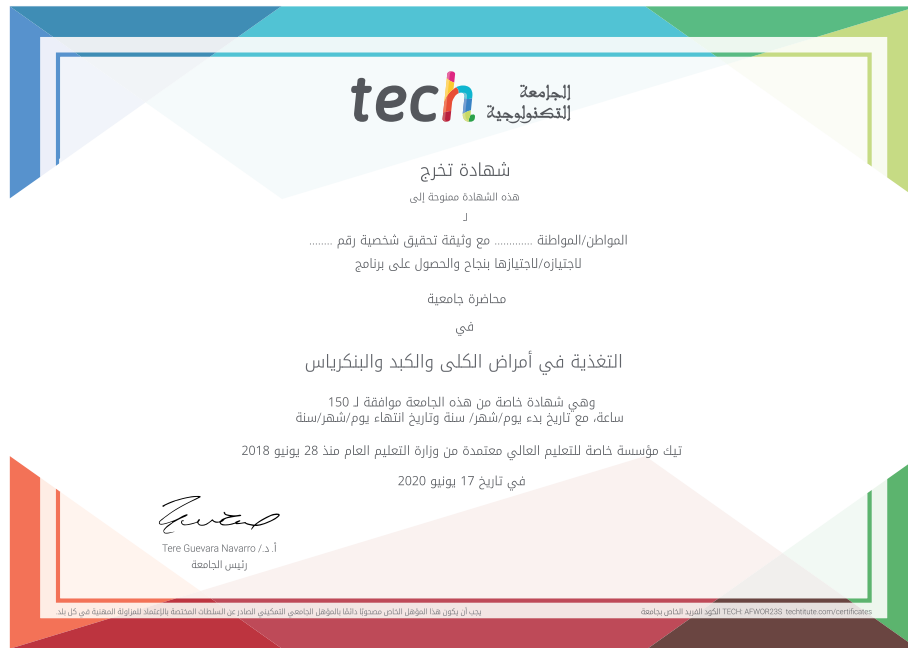 tech الجامعة
التكنولوجية
شهادة تخرج
هذه الشهادة ممنوحة إلى
لـ
المواطن/المواطنة ............ مع وثيقة تحقيق شخصية رقم ........
لاجتيازه/لاجتيازها بنجاح والحصول على برنامج
محاضرة جامعية
في
التغذية في أمراض الكلى والكبد والبنكرياس
وهي شهادة خاصة من هذه الجامعة موافقة لـ 150
ساعة، مع تاريخ بدء يوم/شهر/ سنة وتاريخ انتهاء يوم/شهر/سنة
تيك مؤسسة خاصة للتعليم العالي معتمدة من وزارة التعليم العام منذ 28 يونيو 2018
في تاريخ 17 يونيو 2020
أ. د./ Tere Guevara Navarro
رئيس الجامعة
يجب أن يكون هذا المؤهل الخاص مصحوبًا دائمًا بالمؤهل الجامعي التمكيني الصادر عن السلطات المختصة بالإعتماد للمزاولة المهنية في كل بلد.
الكود الفريد الخاص بجامعة TECH: AFWOR23S techtitute.com/certificates